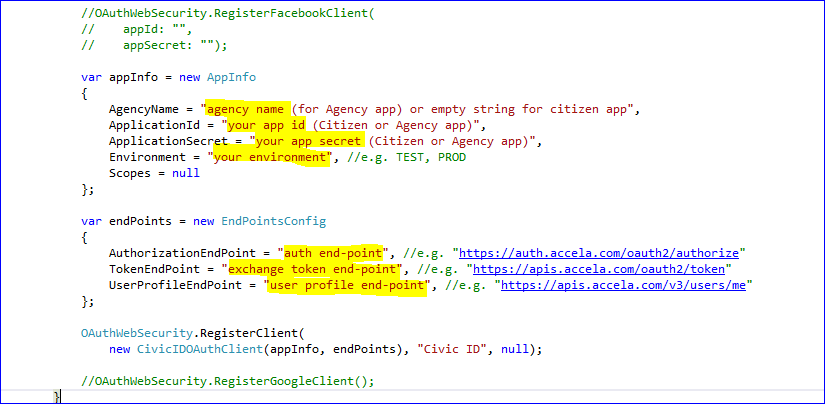 //OAuthWebSecurity.RegisterFacebookClient(
//    appId: "",
//    appSecret: "");
var appInfo = new AppInfo
{
AgencyName = "agency name (for Agency app) or empty string for citizen app",
ApplicationId = "your app id (Citizen or Agency app)",
ApplicationSecret = "your app secret (Citizen or Agency app)",
Environment = "your environment", //e.g. TEST, PROD
Scopes = null
};
var endPoints = new EndPointsConfig
{
AuthorizationEndPoint = "auth end-point", //e.g. "https://auth.accela.com/oauth2/authorize"
TokenEndPoint = "exchange token end-point", //e.g. "https://apis.accela.com/oauth2/token"
UserProfileEndPoint = "user profile end-point", //e.g. "https://apis.accela.com/v3/users/me"
};
OAuthWebSecurity.RegisterClient(
new CivicIDOAuthClient(appInfo, endPoints), "Civic ID", null);
//OAuthWebSecurity.RegisterGoogleClient();
}